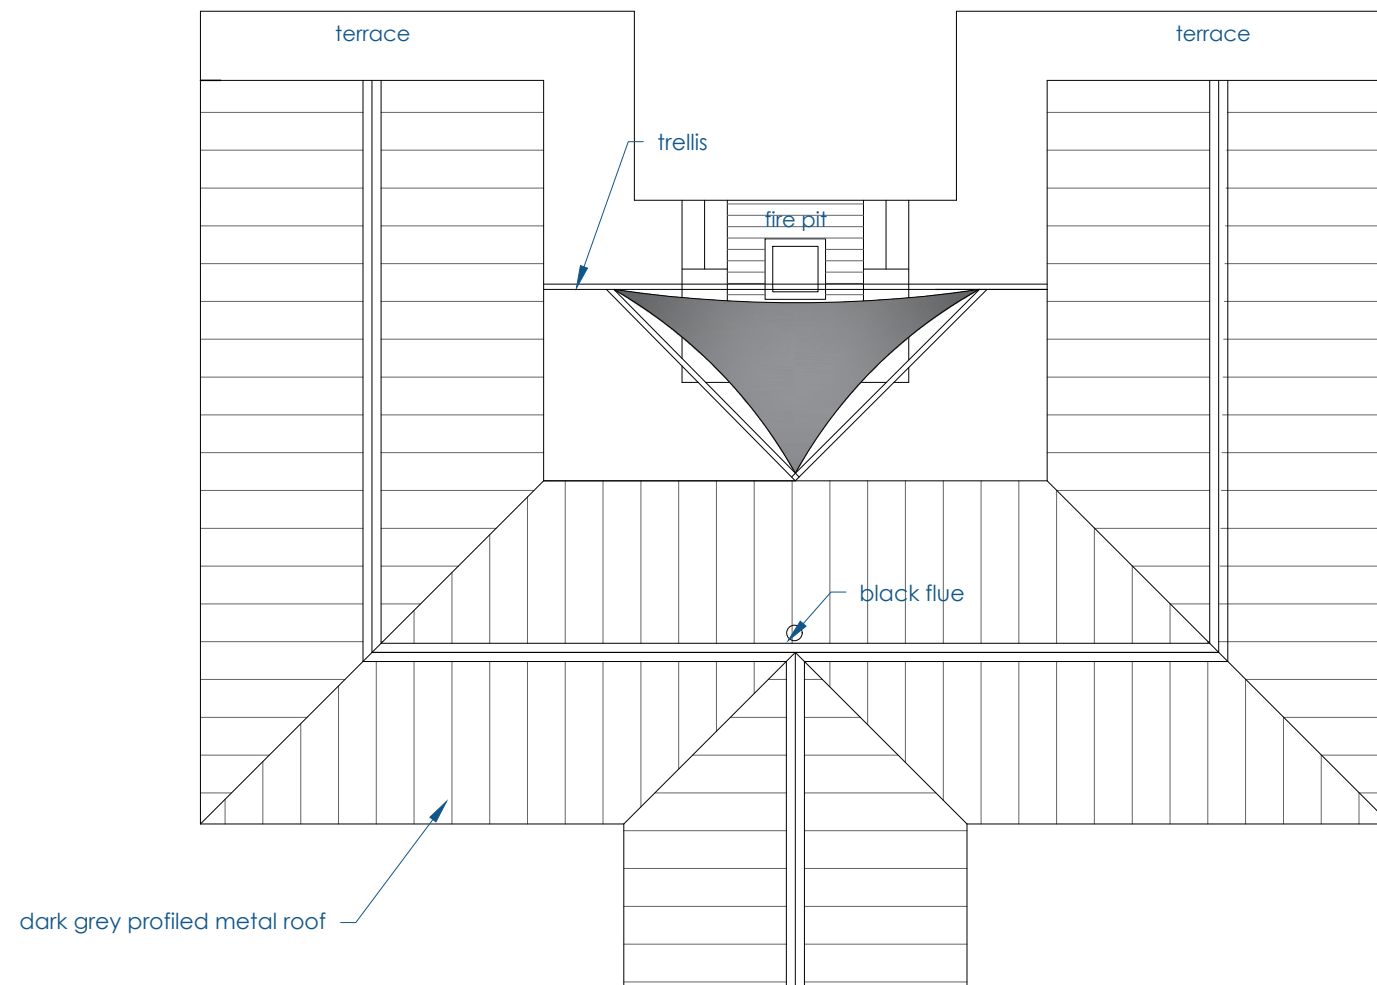 terrace
terrace
trellis
fire pit
black flue
dark grey profiled metal roof